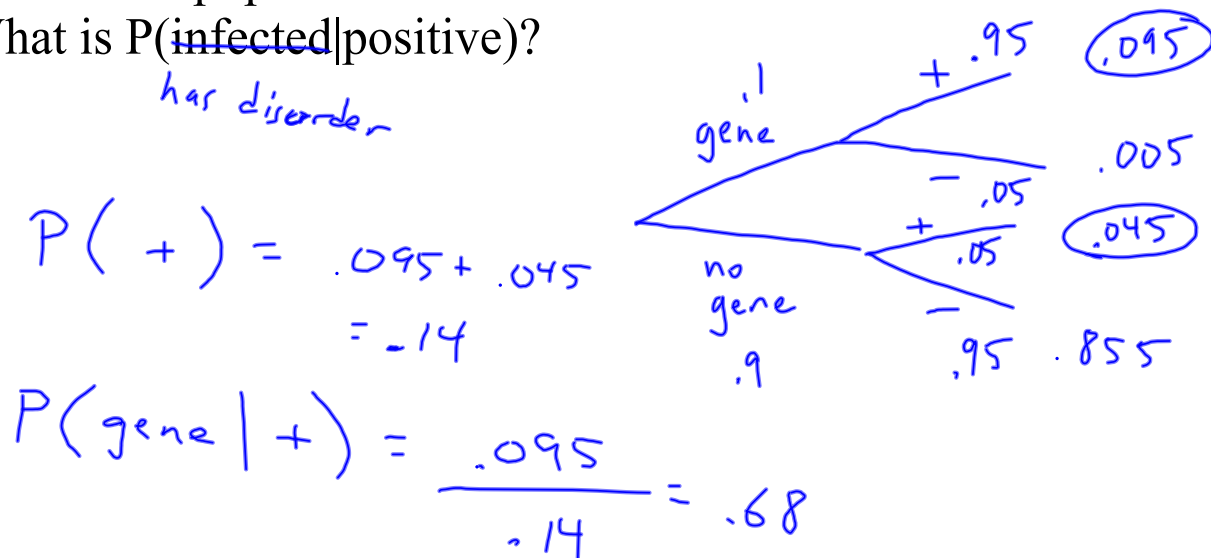 What is P(infected|positive)?
has disorder
P( + ) = .095 + .045
= .14
P(gene | +) = .095 / .14 = .68
.1
gene
+ .95 .095
- .05 .005
no
gene
.9
+ .05 .045
- .95 .855